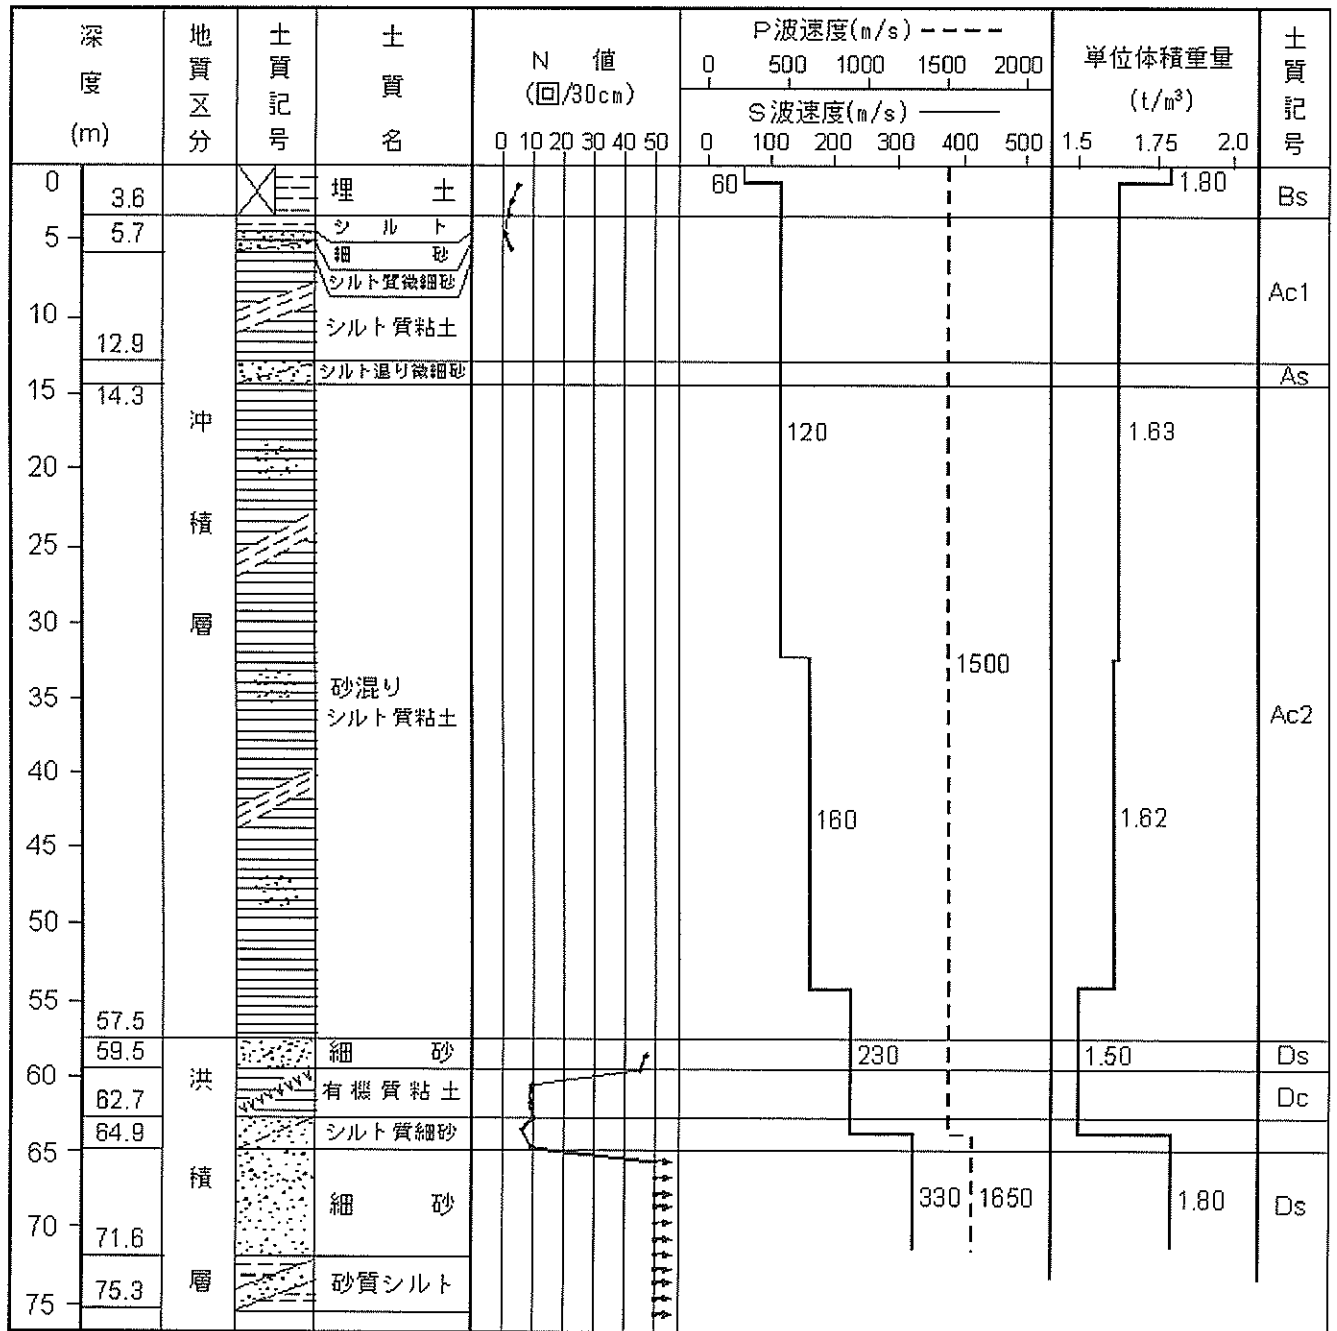 深度(m)
地質区分
土質記号
土質名
N 値
(回/30cm)
0 10 20 30 40 50
P波速度(m/s)
0 500 1000 1500 2000
S波速度(m/s)
0 100 200 300 400 500
単位体積重量
(t/m³)
1.5 1.75 2.0
土質記号
0
5
10
15
20
25
30
35
40
45
50
55
60
65
70
75
3.6
5.7
12.9
14.3
57.5
59.5
62.7
64.9
71.6
75.3
沖積層
洪積層
埋土
シルト
細砂
シルト質微細砂
シルト質粘土
シルト混り微細砂
砂混り
シルト質粘土
細砂
有機質粘土
シルト質細砂
細砂
砂質シルト
60
120
160
230
330
1500
1650
1.80
1.63
1.62
1.50
1.80
Bs
Ac1
As
Ac2
Ds
Dc
Ds